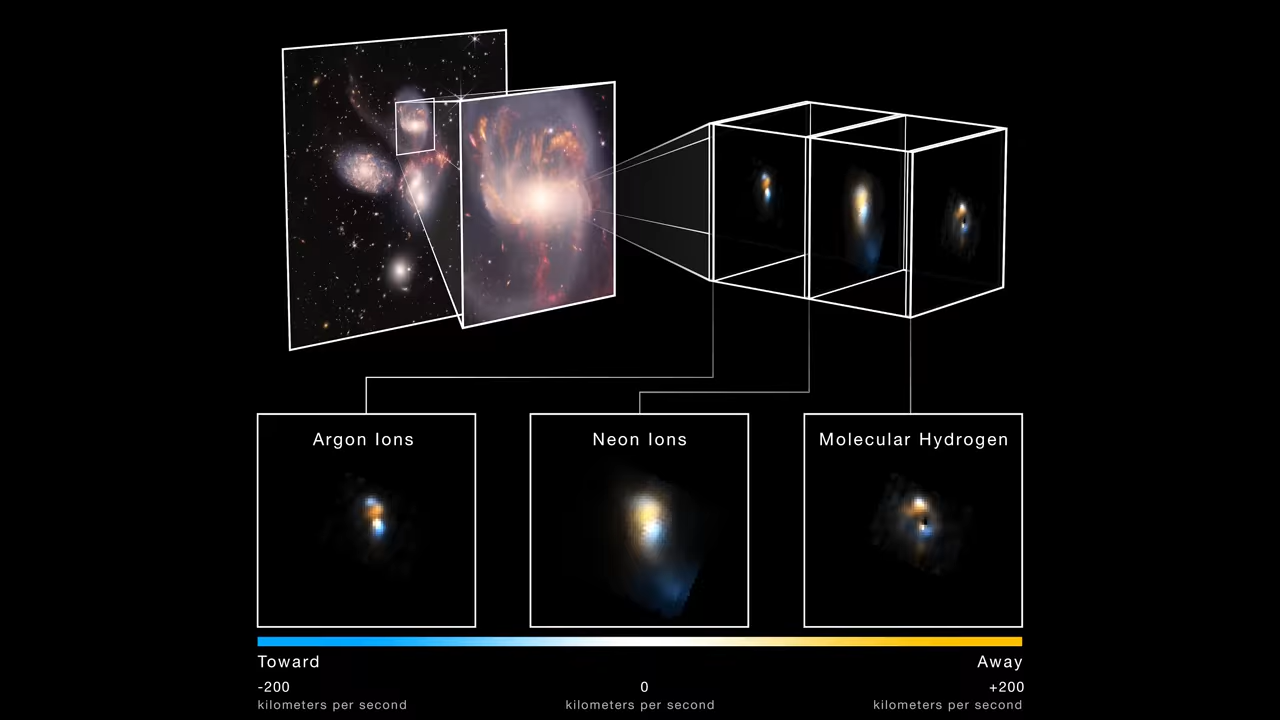 Argon Ions
Neon Ions
Molecular Hydrogen
Toward
Away
-200
0
+200
kilometers per second
kilometers per second
kilometers per second